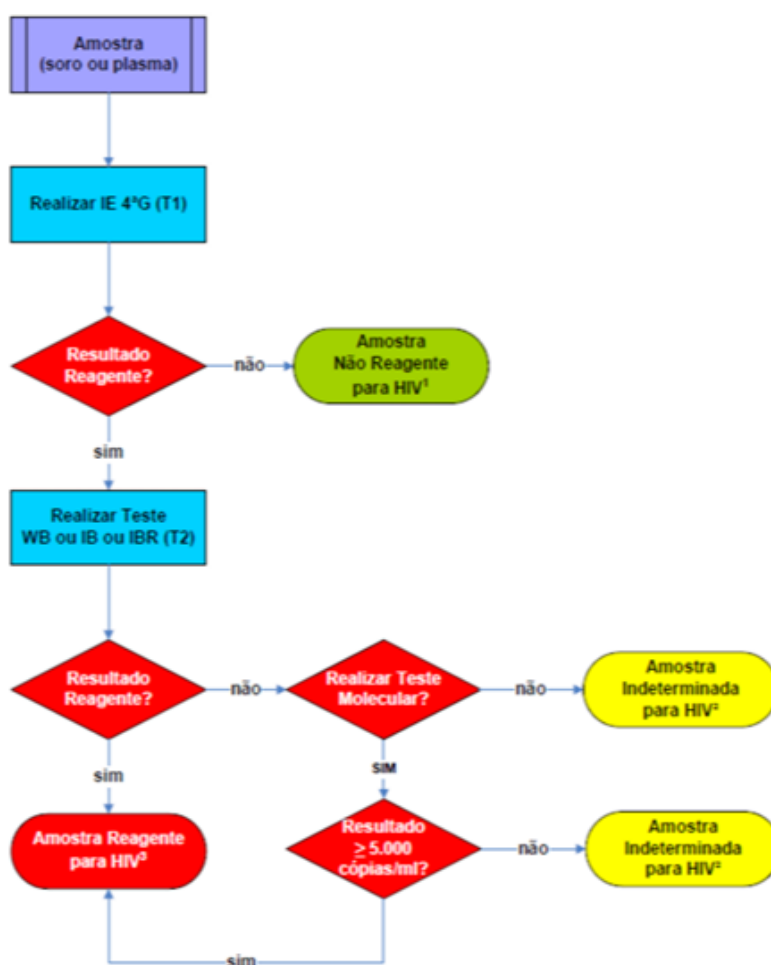 Amostra
(soro ou plasma)
Realizar IE 4ªG (T1)
Resultado
Reagente?
não
Amostra
Não Reagente
para HIV¹
sim
Realizar Teste
WB ou IB ou IBR (T2)
Resultado
Reagente?
não
Realizar Teste
Molecular?
não
Amostra
Indeterminada
para HIV²
sim
SIM
Amostra Reagente
para HIV³
Resultado
≥ 5.000
cópias/ml?
não
Amostra
Indeterminada
para HIV²
sim